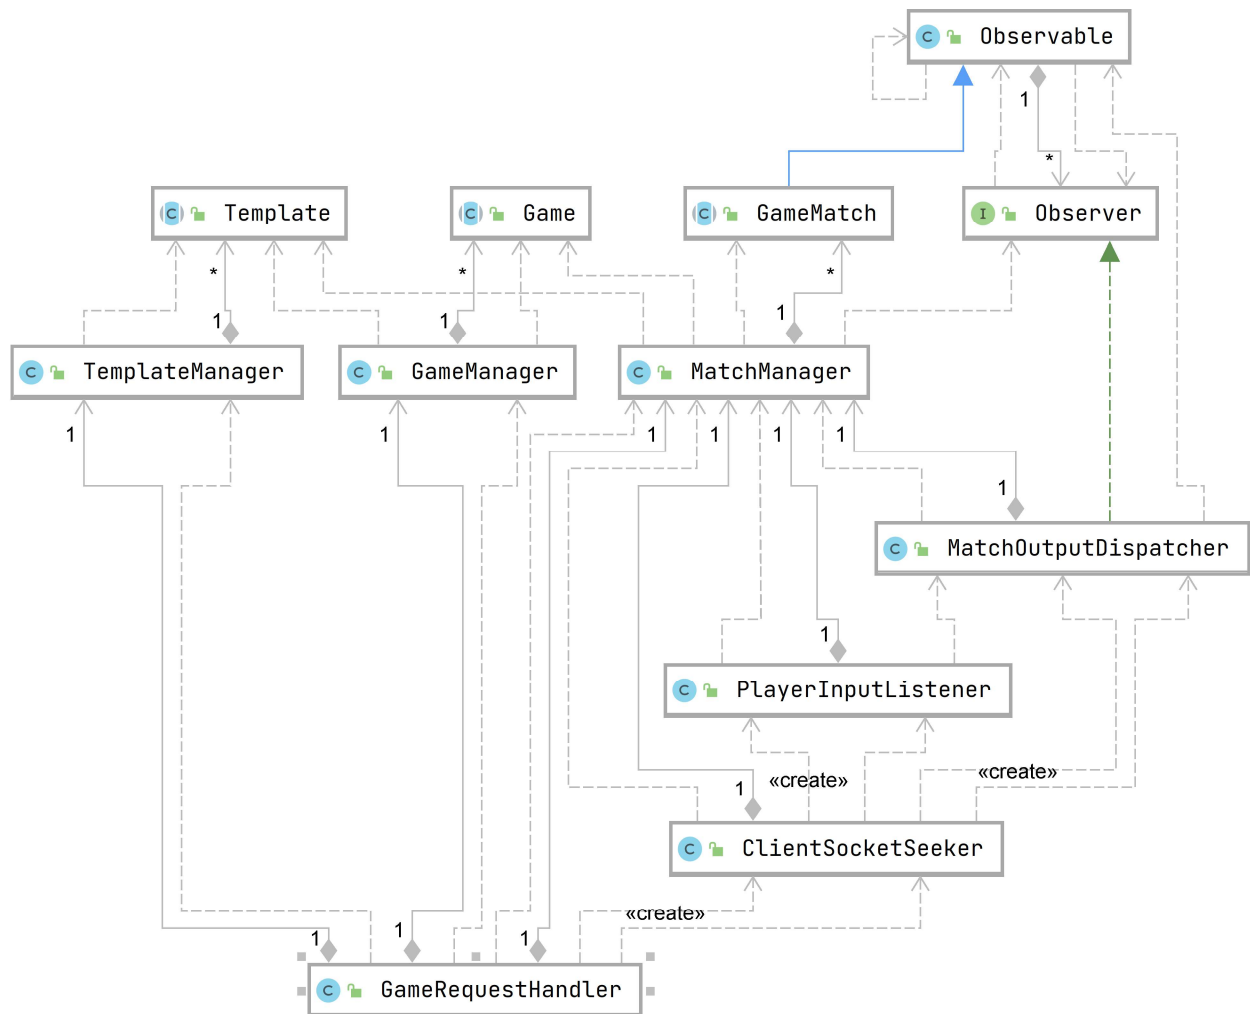 C Observable
1
*
C Template
C Game
C GameMatch
I Observer
*
*
*
1
1
1
C TemplateManager
C GameManager
C MatchManager
1
1
1
1
1
1
1
C MatchOutputDispatcher
1
C PlayerInputListener
«create»
«create»
1
C ClientSocketSeeker
«create»
1
1
1
C GameRequestHandler